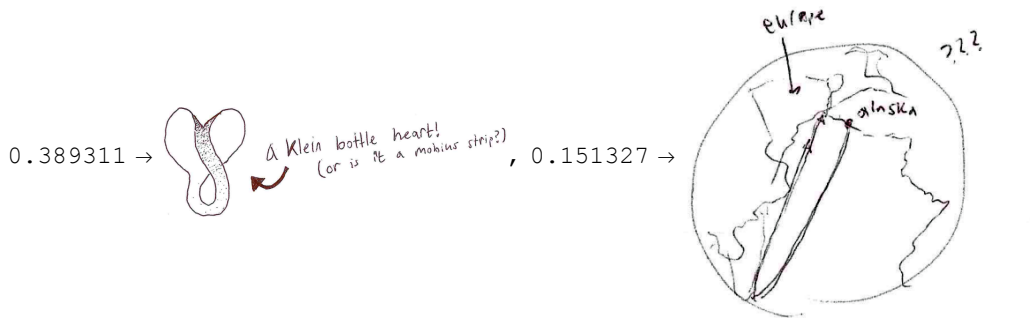 europe
???
alaska
0.389311 →
a Klein bottle heart!
(or is it a mobius strip?)
, 0.151327 →